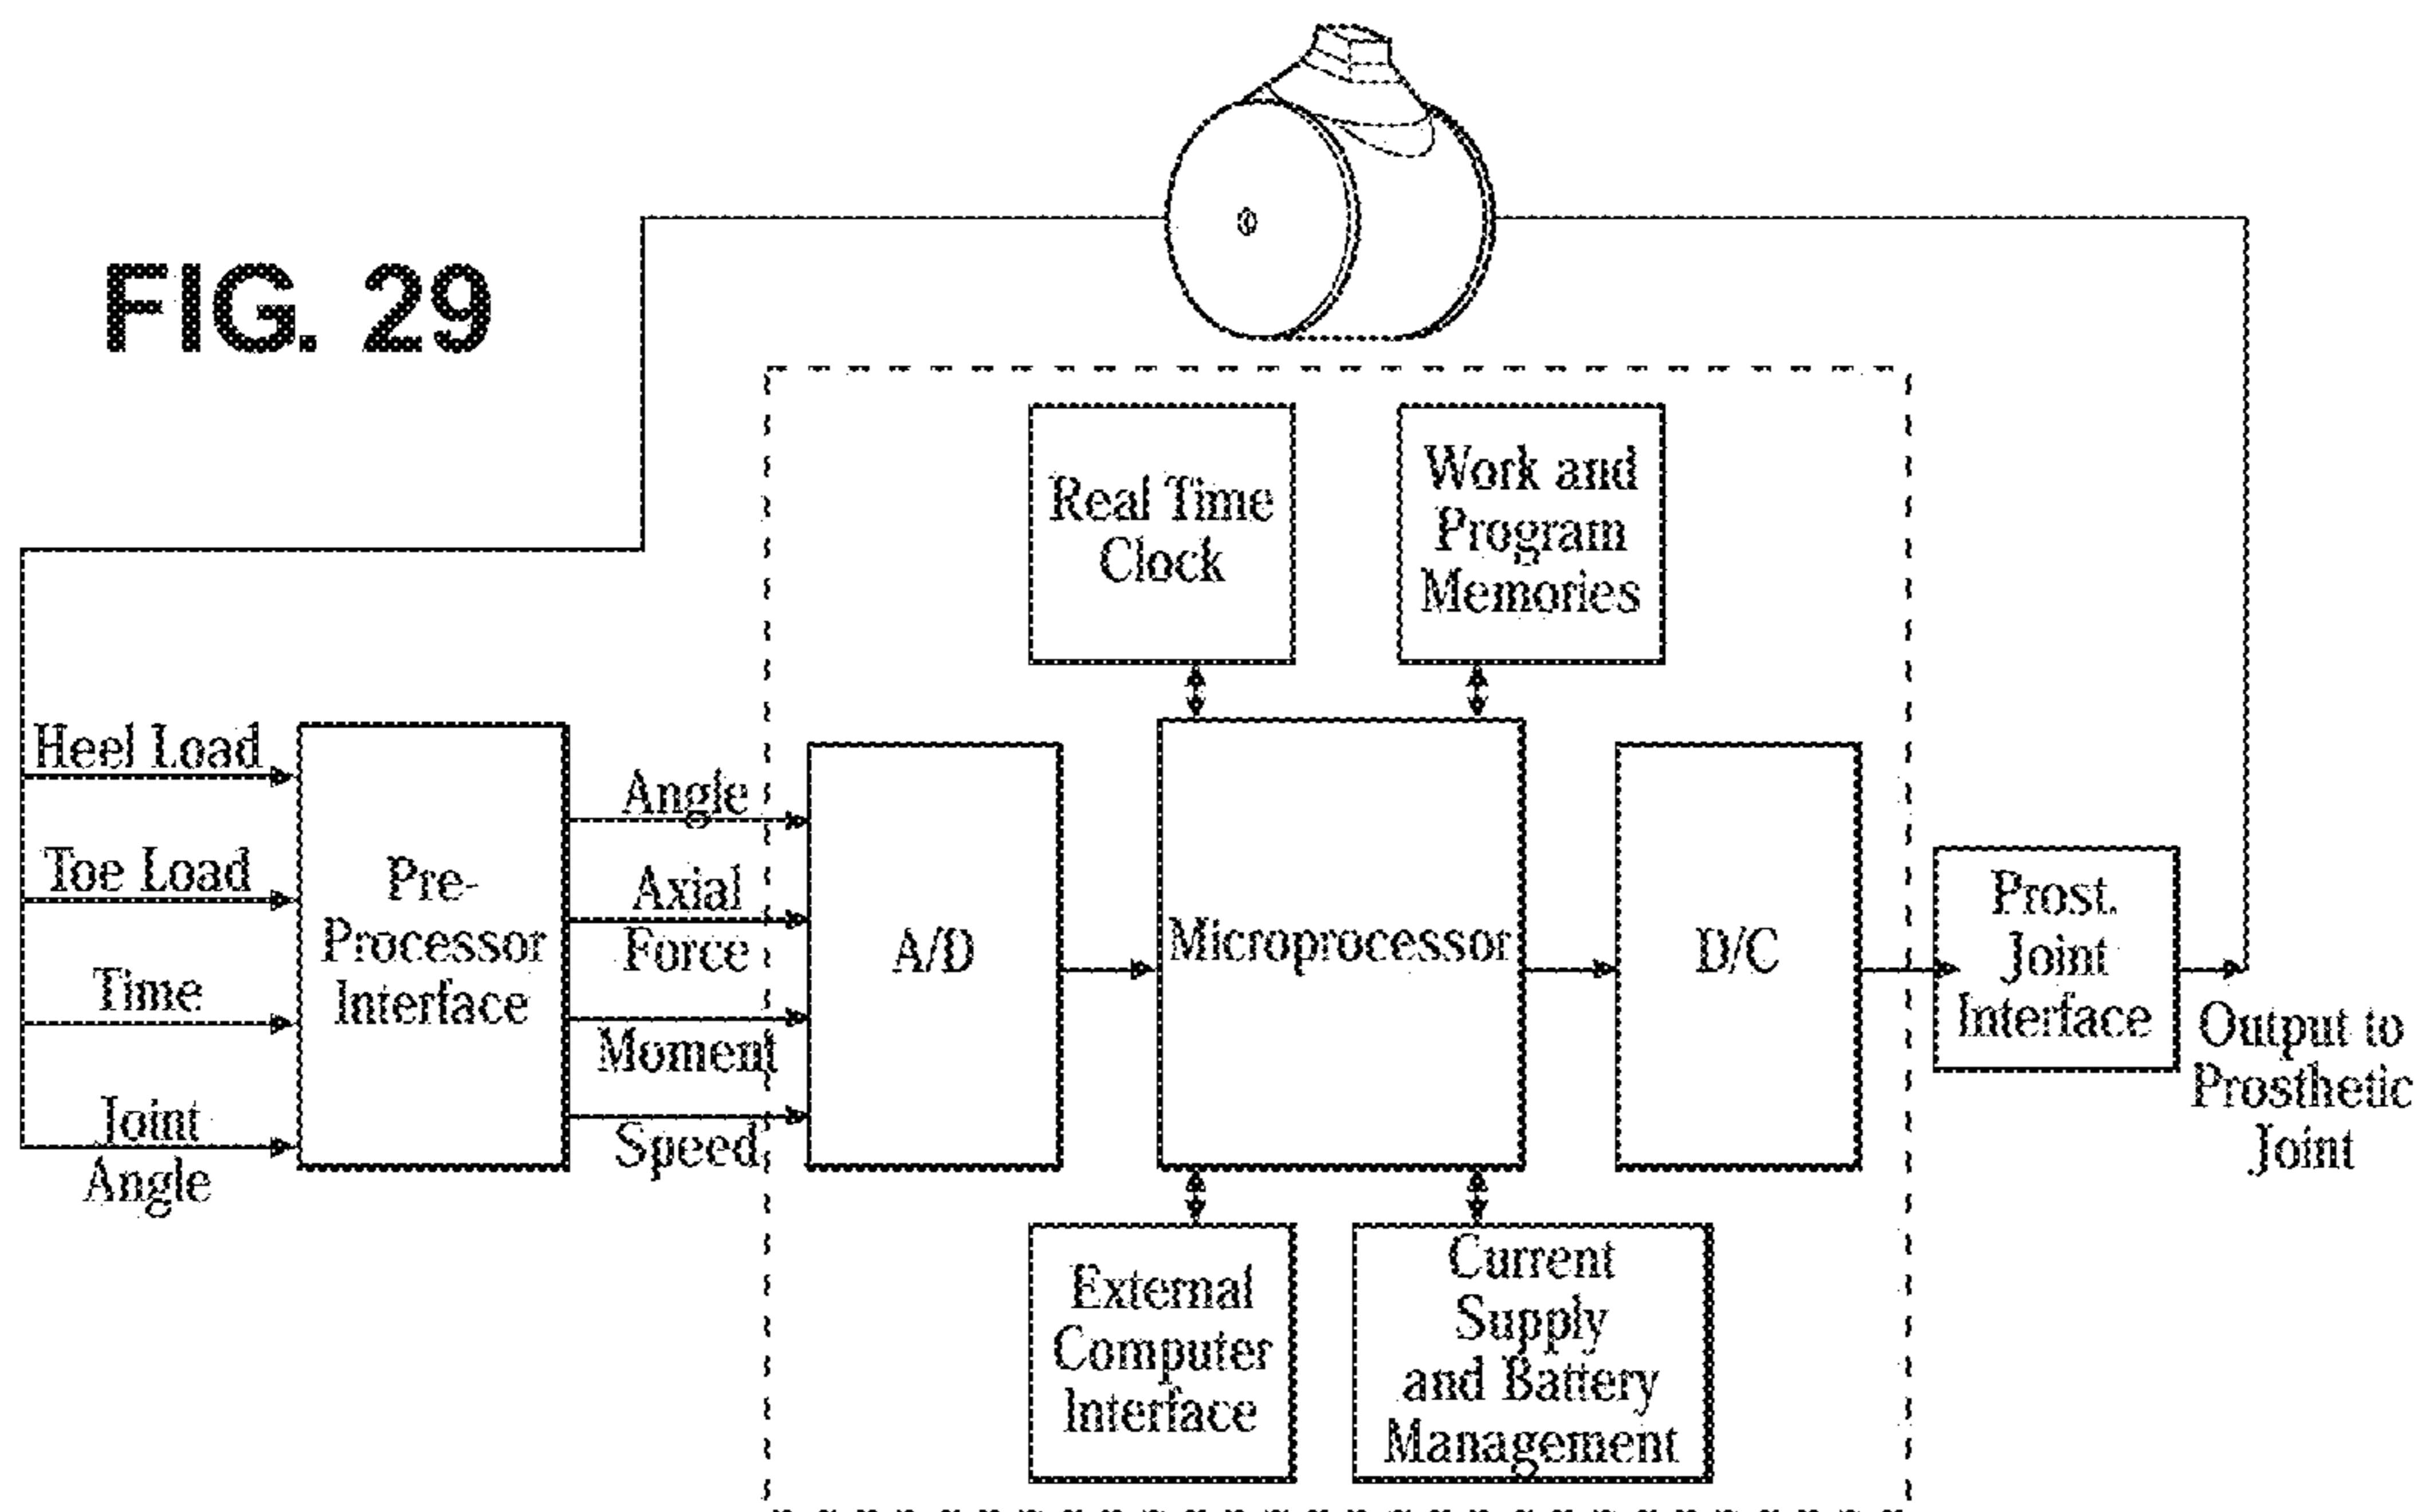 FIG. 29
Real Time
Clock
Work and
Program
Memories
Heel Load
Toe Load
Time
Joint
Angle
Pre-
Processor
Interface
Angle
Axial
Force
Moment
Speed
A/D
Microprocessor
D/C
Prost.
Joint
Interface
Output to
Prosthetic
Joint
External
Computer
Interface
Current
Supply
and Battery
Management